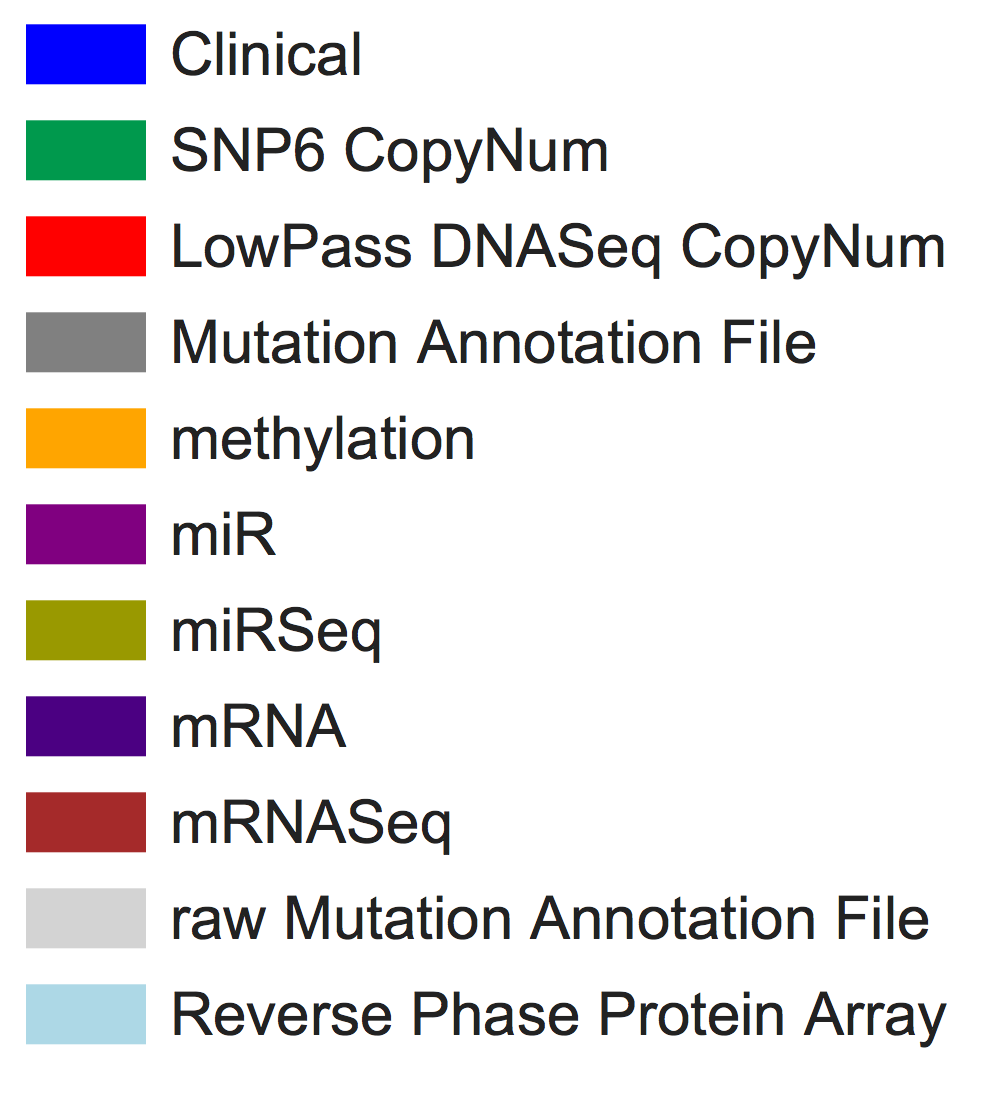 Clinical
SNP6 CopyNum
LowPass DNASeq CopyNum
Mutation Annotation File
methylation
miR
miRSeq
mRNA
mRNASeq
raw Mutation Annotation File
Reverse Phase Protein Array